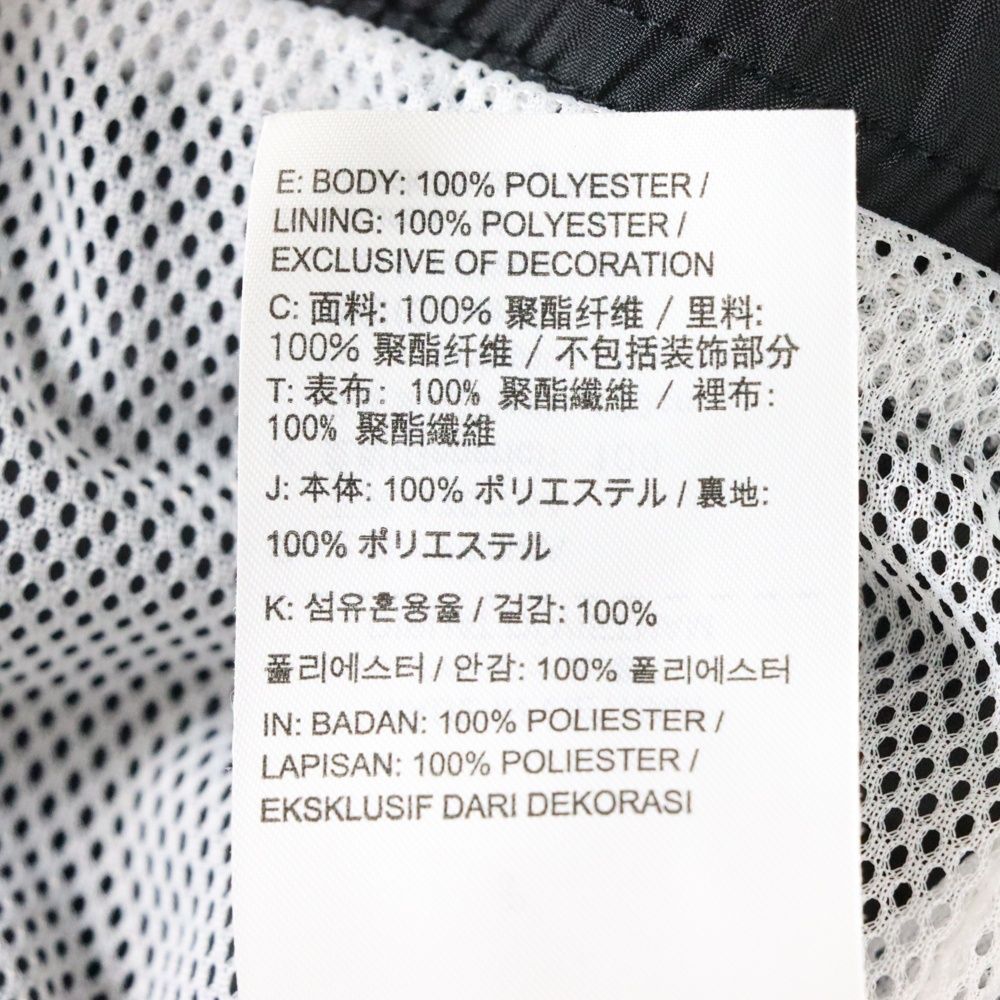 E: BODY: 100% POLYESTER /
LINING: 100% POLYESTER /
EXCLUSIVE OF DECORATION
C: 面料: 100% 聚酯纤维 / 里料:
100% 聚酯纤维 / 不包括装饰部分
T: 表布: 100% 聚酯纖維 / 裡布:
100% 聚酯纖維
J: 本体: 100% ポリエステル / 裏地:
100% ポリエステル
K: 섬유혼용율 / 겉감: 100%
폴리에스터 / 안감: 100% 폴리에스터
IN: BADAN: 100% POLIESTER /
LAPISAN: 100% POLIESTER /
EKSKLUSIF DARI DEKORASI